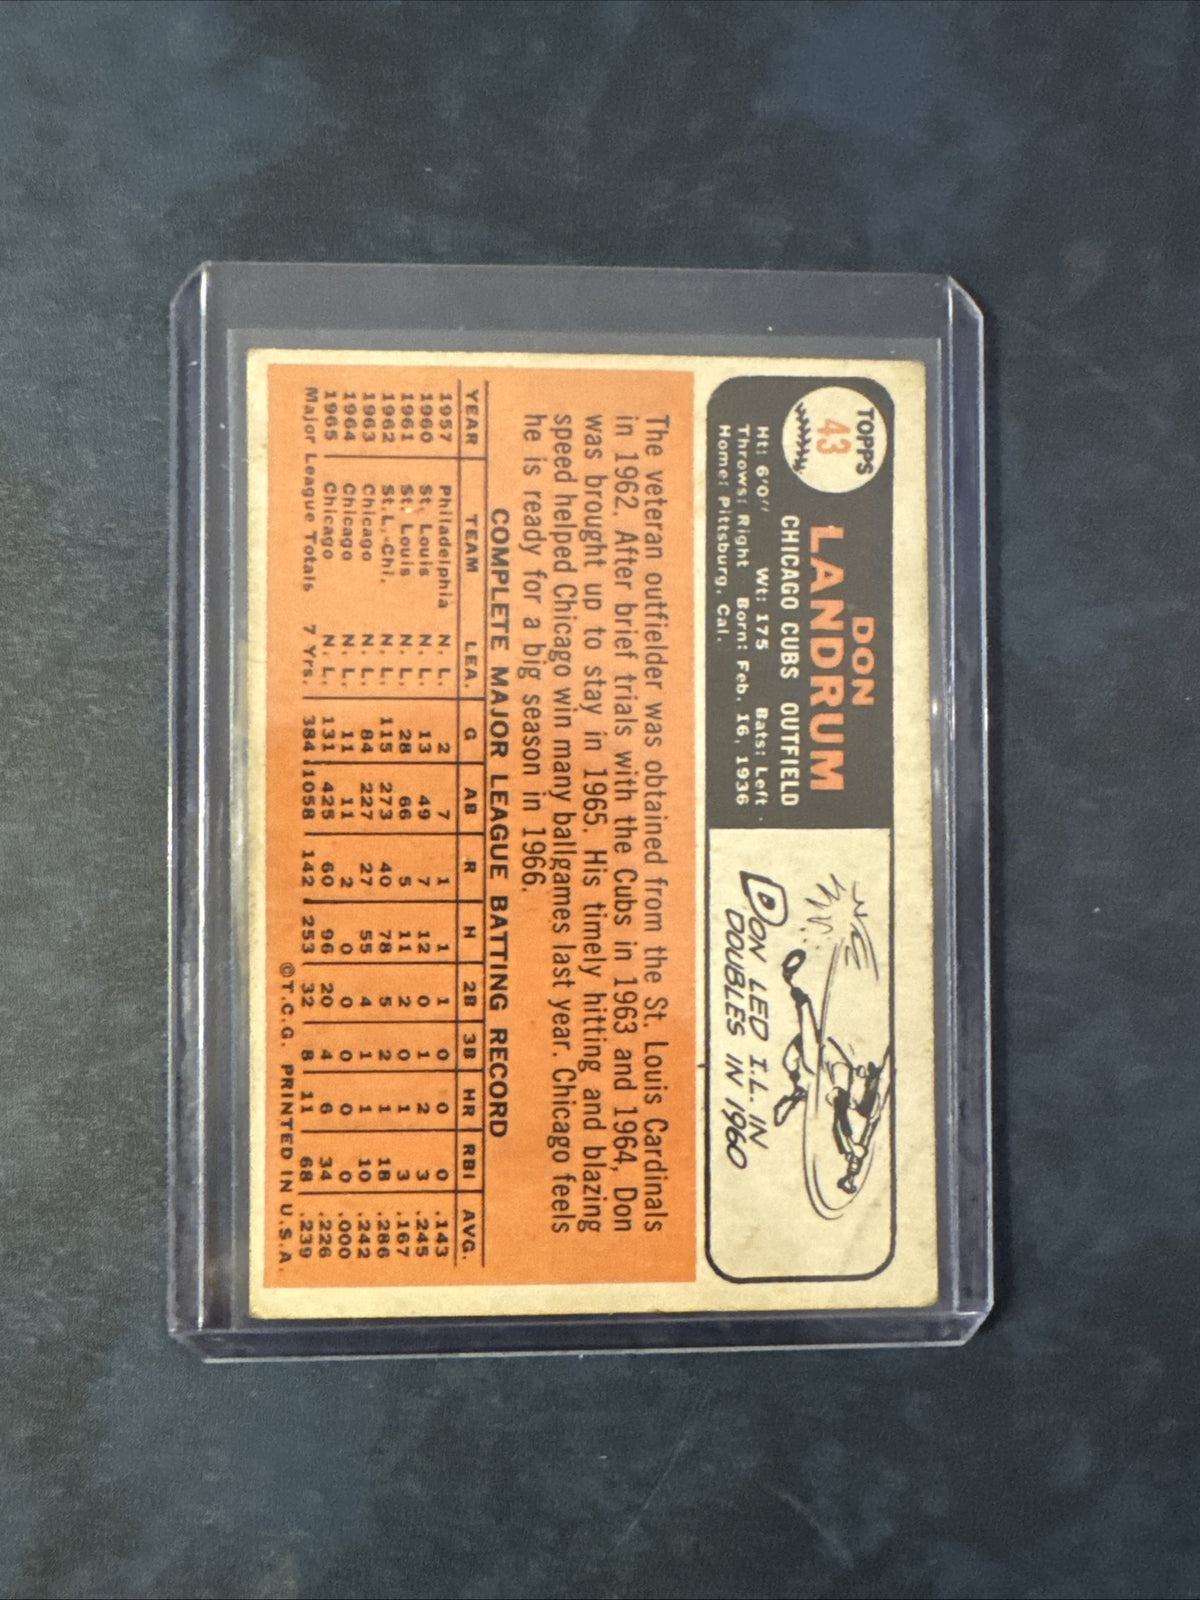 TOPPS
43
DON
LANDRUM
CHICAGO CUBS OUTFIELD
Ht: 6'0" Wt: 175 Bats: Left
Throws: Right Born: Feb. 16, 1936
Home: Pittsburg, Cal.
DON LED I.L. IN
DOUBLES IN 1960
The veteran outfielder was obtained from the St. Louis Cardinals
in 1962. After brief trials with the Cubs in 1963 and 1964, Don
was brought up to stay in 1965. His timely hitting and blazing
speed helped Chicago win many ballgames last year. Chicago feels
he is ready for a big season in 1966.
COMPLETE MAJOR LEAGUE BATTING RECORD
YEAR TEAM LEA. G AB R H 2B 3B HR RBI AVG.
1957 Philadelphia N. L. 2 7 1 1 1 0 0 0 .143
1960 St. Louis N. L. 13 49 7 12 0 1 2 3 .245
1961 St. Louis N. L. 28 66 5 11 2 0 1 3 .167
1962 St.L.-Chi. N. L. 115 273 40 78 5 2 1 18 .286
1963 Chicago N. L. 84 227 27 55 4 1 1 10 .242
1964 Chicago N. L. 11 11 2 0 0 0 0 0 .000
1965 Chicago N. L. 131 425 60 96 20 4 6 34 .226
Major League Totals 7 Yrs. 384 1058 142 253 32 8 11 68 .239
©T.C.G. PRINTED IN U.S.A.